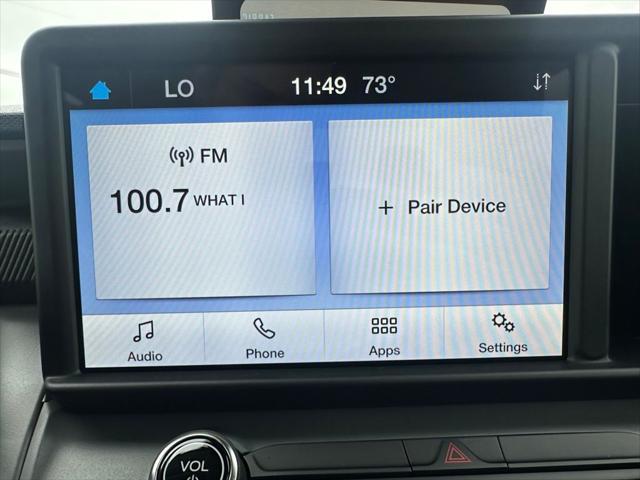 LO 11:49 73°
FM
100.7 WHAT I
+ Pair Device
Audio Phone Apps Settings
VOL